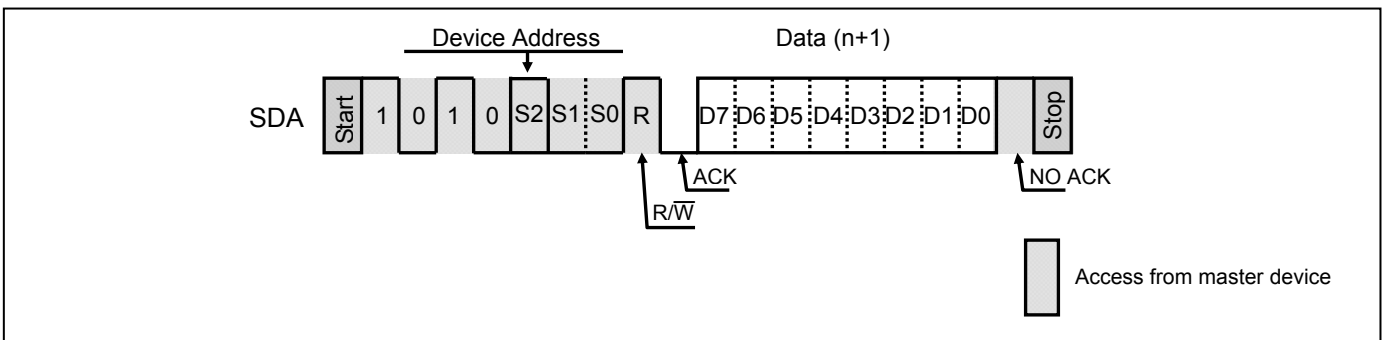 Device Address Data (n+1)
SDA Start 1 0 1 0 S2 S1 S0 R D7 D6 D5 D4 D3 D2 D1 D0 Stop
ACK NO ACK
R/W̅
Access from master device